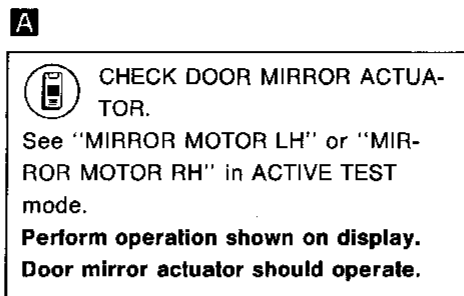 A
CHECK DOOR MIRROR ACTUA-
TOR.
See "MIRROR MOTOR LH" or "MIR-
ROR MOTOR RH" in ACTIVE TEST
mode.
Perform operation shown on display.
Door mirror actuator should operate.